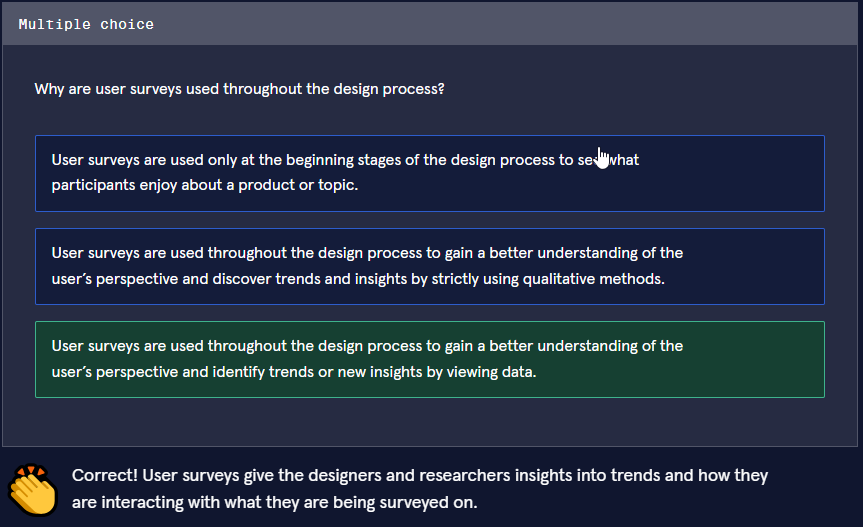 Multiple choice
Why are user surveys used throughout the design process?
User surveys are used only at the beginning stages of the design process to see what
participants enjoy about a product or topic.
User surveys are used throughout the design process to gain a better understanding of the
user’s perspective and discover trends and insights by strictly using qualitative methods.
User surveys are used throughout the design process to gain a better understanding of the
user’s perspective and identify trends or new insights by viewing data.
Correct! User surveys give the designers and researchers insights into trends and how they
are interacting with what they are being surveyed on.